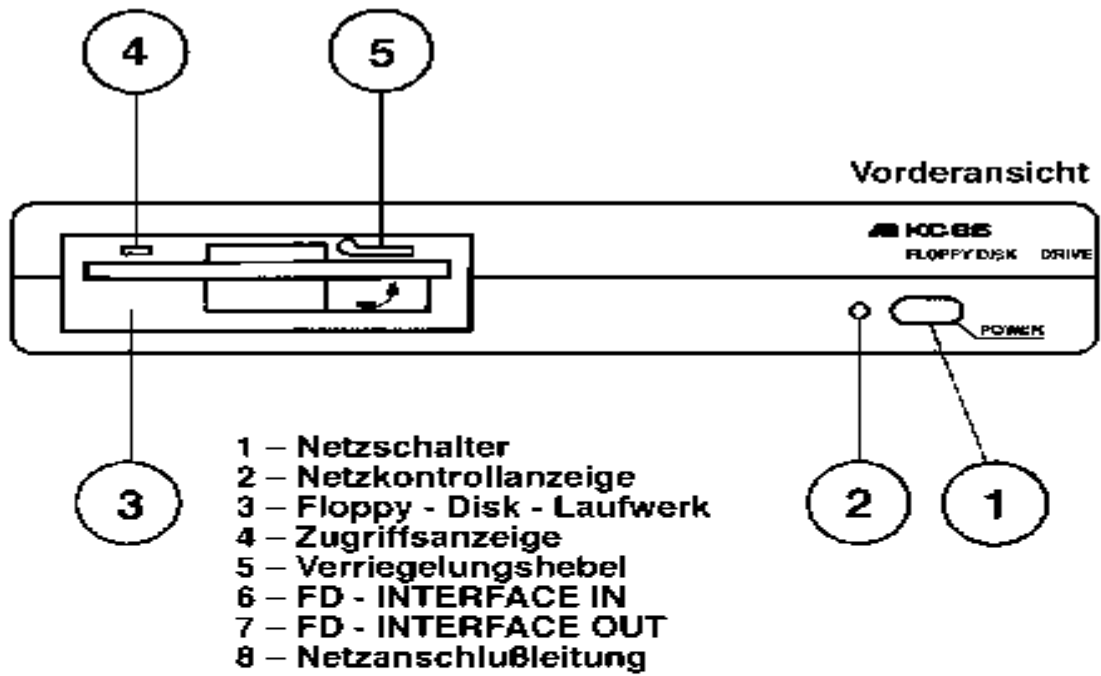 4 5
Vorderansicht
KC 85
FLOPPY DISK DRIVE
POWER
3 2 1
1 – Netzschalter
2 – Netzkontrollanzeige
3 – Floppy - Disk - Laufwerk
4 – Zugriffsanzeige
5 – Verriegelungshebel
6 – FD - INTERFACE IN
7 – FD - INTERFACE OUT
8 – Netzanschlußleitung